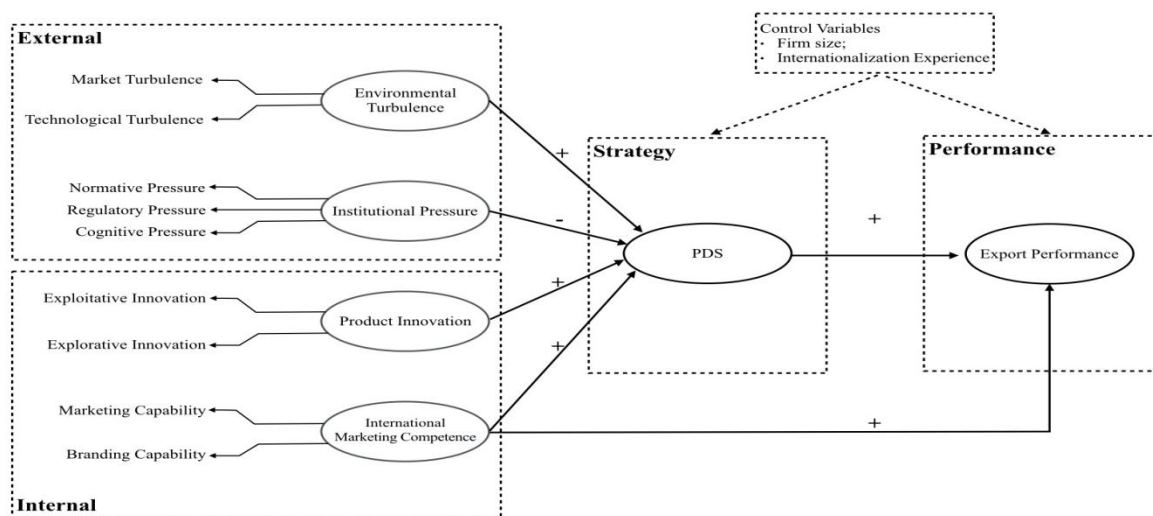 External
Market Turbulence
Technological Turbulence
Environmental
Turbulence
Normative Pressure
Regulatory Pressure
Cognitive Pressure
Institutional Pressure
Exploitative Innovation
Explorative Innovation
Product Innovation
Marketing Capability
Branding Capability
International
Marketing Competence
Internal
+
-
+
+
Control Variables
· Firm size;
· Internationalization Experience
Strategy
PDS
+
Performance
Export Performance
+